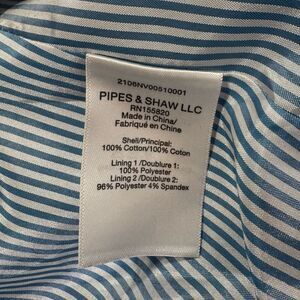 2106NV00510001
PIPES & SHAW LLC
RN155820
Made in China/
Fabriqué en Chine
Shell/Principal:
100% Cotton/100% Coton
Lining 1 /Doublure 1:
100% Polyester
Lining 2 /Doublure 2:
96% Polyester 4% Spandex